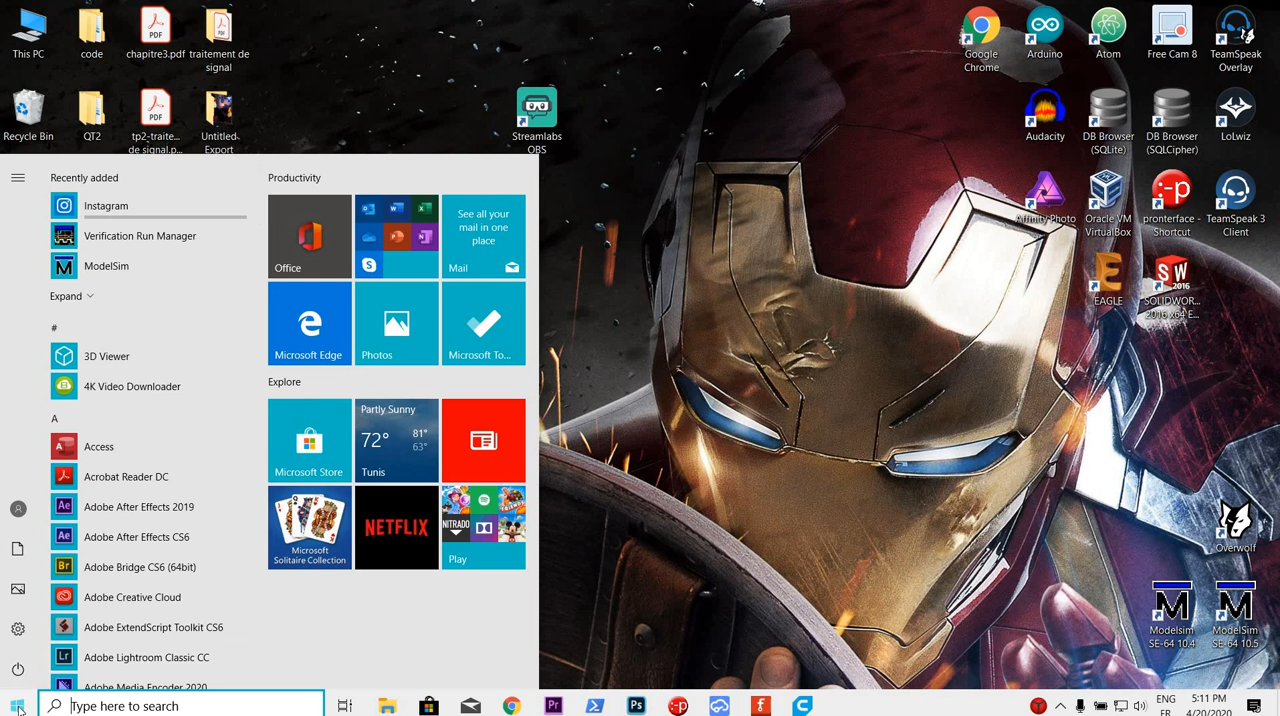 This PC
code
chapitre3.pdf
traitement de
signal
Google
Chrome
Arduino
Atom
Free Cam 8
TeamSpeak
Overlay
Recycle Bin
QT2
tp2-traite...
de signal.p...
Untitled
Export
Streamlabs
OBS
Audacity
DB Browser
(SQLite)
DB Browser
(SQLCipher)
LoLwiz
Affinity Photo
Oracle VM
VirtualBox
pronterface -
Shortcut
TeamSpeak 3
Client
EAGLE
SOLIDWOR...
2016 x64 E...
Overwolf
Modelsim
SE-64 10.4
ModelSim
SE-64 10.5
Recently added
Instagram
Verification Run Manager
ModelSim
Expand
#
3D Viewer
4K Video Downloader
A
Access
Acrobat Reader DC
Adobe After Effects 2019
Adobe After Effects CS6
Adobe Bridge CS6 (64bit)
Adobe Creative Cloud
Adobe ExtendScript Toolkit CS6
Adobe Lightroom Classic CC
Adobe Media Encoder 2020
Productivity
Office
See all your
mail in one
place
Mail
Microsoft Edge
Photos
Microsoft To...
Explore
Microsoft Store
Partly Sunny
72° 81°
63°
Tunis
Microsoft
Solitaire Collection
NETFLIX
NITRADO
Play
Type here to search
ENG
FR
5:11 PM
4/20/2020